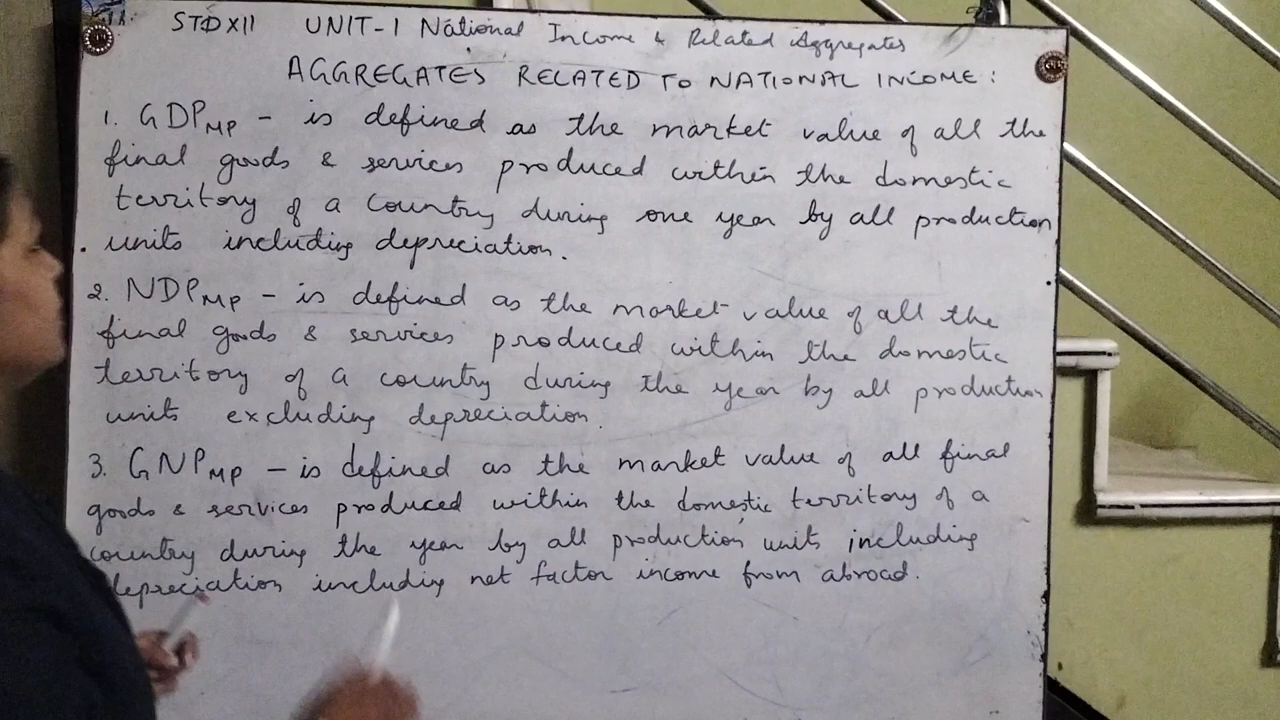 STD XII UNIT-1 National Income & Related Aggregates
AGGREGATES RELATED TO NATIONAL INCOME:
1. GDPMP - is defined as the market value of all the
final goods & services produced within the domestic
territory of a country during one year by all production
units including depreciation.
2. NDPMP - is defined as the market value of all the
final goods & services produced within the domestic
territory of a country during the year by all production
units excluding depreciation.
3. GNPMP - is defined as the market value of all final
goods & services produced within the domestic territory of a
country during the year by all production units including
depreciation including net factor income from abroad.